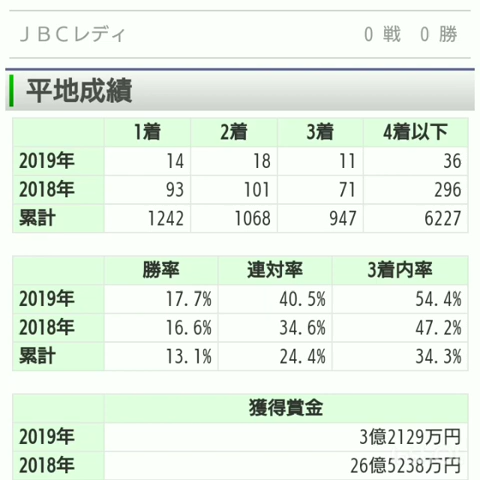 ＪＢＣレディ 0 戦 0 勝
平地成績
1着 2着 3着 4着以下
2019年 14 18 11 36
2018年 93 101 71 296
累計 1242 1068 947 6227
勝率 連対率 3着内率
2019年 17.7% 40.5% 54.4%
2018年 16.6% 34.6% 47.2%
累計 13.1% 24.4% 34.3%
獲得賞金
2019年 3億2129万円
2018年 26億5238万円